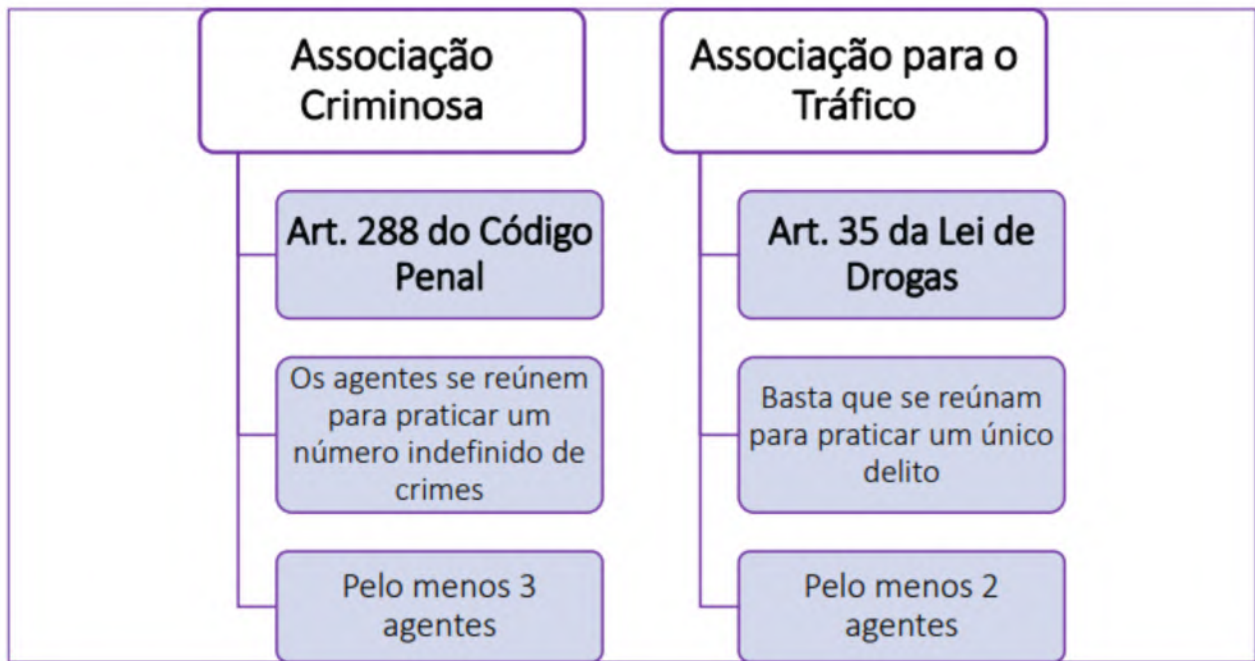 Associação
Criminosa
Art. 288 do Código
Penal
Os agentes se reúnem
para praticar um
número indefinido de
crimes
Pelo menos 3
agentes
Associação para o
Tráfico
Art. 35 da Lei de
Drogas
Basta que se reúnam
para praticar um único
delito
Pelo menos 2
agentes